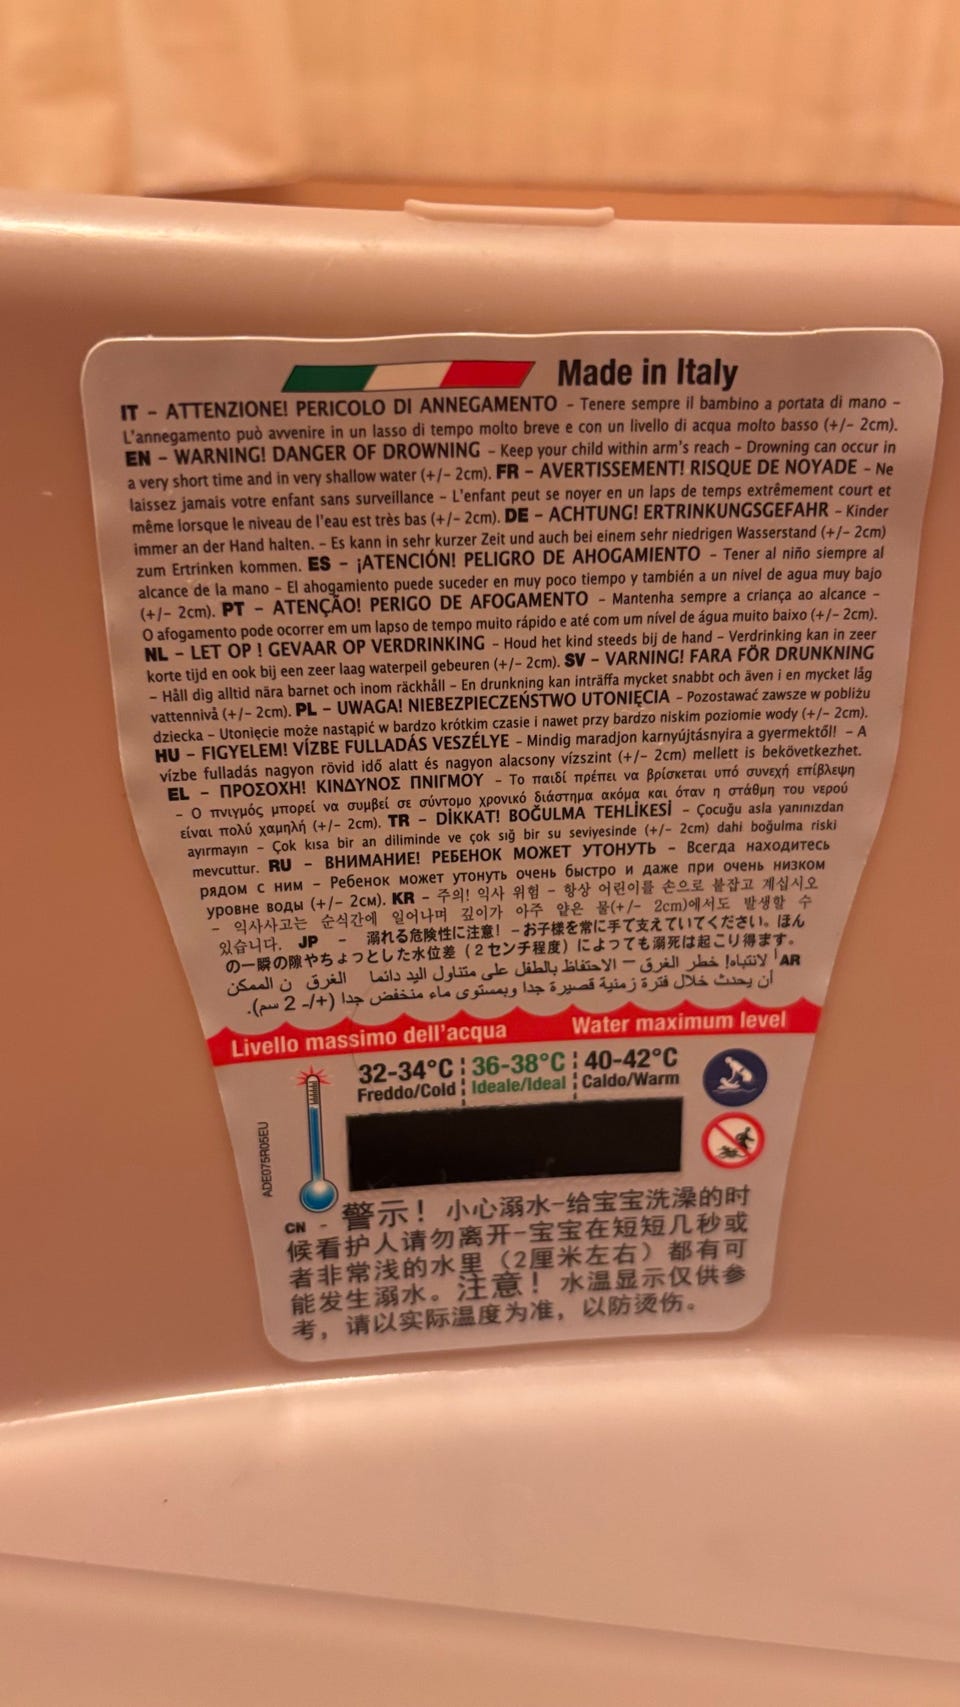 Made in Italy
IT - ATTENZIONE! PERICOLO DI ANNEGAMENTO - Tenere sempre il bambino a portata di mano -
L'annegamento può avvenire in un lasso di tempo molto breve e con un livello di acqua molto basso (+/- 2cm).
EN - WARNING! DANGER OF DROWNING - Keep your child within arm's reach - Drowning can occur in
a very short time and in very shallow water (+/- 2cm). FR - AVERTISSEMENT! RISQUE DE NOYADE - Ne
laissez jamais votre enfant sans surveillance - L'enfant peut se noyer en un laps de temps extrêmement court et
même lorsque le niveau de l'eau est très bas (+/- 2cm). DE - ACHTUNG! ERTRINKUNGSGEFAHR - Kinder
immer an der Hand halten. - Es kann in sehr kurzer Zeit und auch bei einem sehr niedrigen Wasserstand (+/- 2cm)
zum Ertrinken kommen. ES - ¡ATENCIÓN! PELIGRO DE AHOGAMIENTO - Tener al niño siempre al
alcance de la mano - El ahogamiento puede suceder en muy poco tiempo y también a un nivel de agua muy bajo
(+/- 2cm). PT - ATENÇÃO! PERIGO DE AFOGAMENTO - Mantenha sempre a criança ao alcance -
O afogamento pode ocorrer em um lapso de tempo muito rápido e até com um nível de água muito baixo (+/- 2cm).
NL - LET OP ! GEVAAR OP VERDRINKING - Houd het kind steeds bij de hand - Verdrinking kan in zeer
korte tijd en ook bij een zeer laag waterpeil gebeuren (+/- 2cm). SV - VARNING! FARA FÖR DRUNKNING
- Håll dig alltid nära barnet och inom räckhåll - En drunkning kan inträffa mycket snabbt och även i en mycket låg
vattennivå (+/- 2cm). PL - UWAGA! NIEBEZPIECZEŃSTWO UTONIĘCIA - Pozostawać zawsze w pobliżu
dziecka - Utonięcie może nastąpić w bardzo krótkim czasie i nawet przy bardzo niskim poziomie wody (+/- 2cm).
HU - FIGYELEM! VÍZBE FULLADÁS VESZÉLYE - Mindig maradjon karnyújtásnyira a gyermektől! - A
vízbe fulladás nagyon rövid idő alatt és nagyon alacsony vízszint (+/- 2cm) mellett is bekövetkezhet.
EL - ΠΡΟΣΟΧΗ! ΚΙΝΔΥΝΟΣ ΠΝΙΓΜΟΥ - Το παιδί πρέπει να βρίσκεται υπό συνεχή επίβλεψη
- Ο πνιγμός μπορεί να συμβεί σε σύντομο χρονικό διάστημα ακόμα και όταν η στάθμη του νερού
είναι πολύ χαμηλή (+/- 2cm). TR - DİKKAT! BOĞULMA TEHLİKESİ - Çocuğu asla yanınızdan
ayırmayın - Çok kısa bir an diliminde ve çok sığ bir su seviyesinde (+/- 2cm) dahi boğulma riski
mevcuttur. RU - ВНИМАНИЕ! РЕБЕНОК МОЖЕТ УТОНУТЬ - Всегда находитесь
рядом с ним - Ребенок может утонуть очень быстро и даже при очень низком
уровне воды (+/- 2см). KR - 주의! 익사 위험 - 항상 어린이를 손으로 붙잡고 계십시오
- 익사사고는 순식간에 일어나며 깊이가 아주 얕은 물(+/- 2cm)에서도 발생할 수
있습니다. JP - 溺れる危険性に注意! - お子様を常に手で支えていてください。ほん
の一瞬の隙やちょっとした水位差 (2センチ程度) によっても溺死は起こり得ます。
AR لانتباه! خطر الغرق - الاحتفاظ بالطفل على متناول اليد دائما الغرق ن الممكن
أن يحدث خلال فترة زمنية قصيرة جدا وبمستوى ماء منخفض جدا (+/- 2 سم).
Livello massimo dell'acqua Water maximum level
32-34°C 36-38°C 40-42°C
Freddo/Cold Ideale/Ideal Caldo/Warm
ADE075R05EU
CN - 警示！小心溺水-给宝宝洗澡的时
候看护人请勿离开-宝宝在短短几秒或
者非常浅的水里（2厘米左右）都有可
能发生溺水。注意！水温显示仅供参
考，请以实际温度为准，以防烫伤。